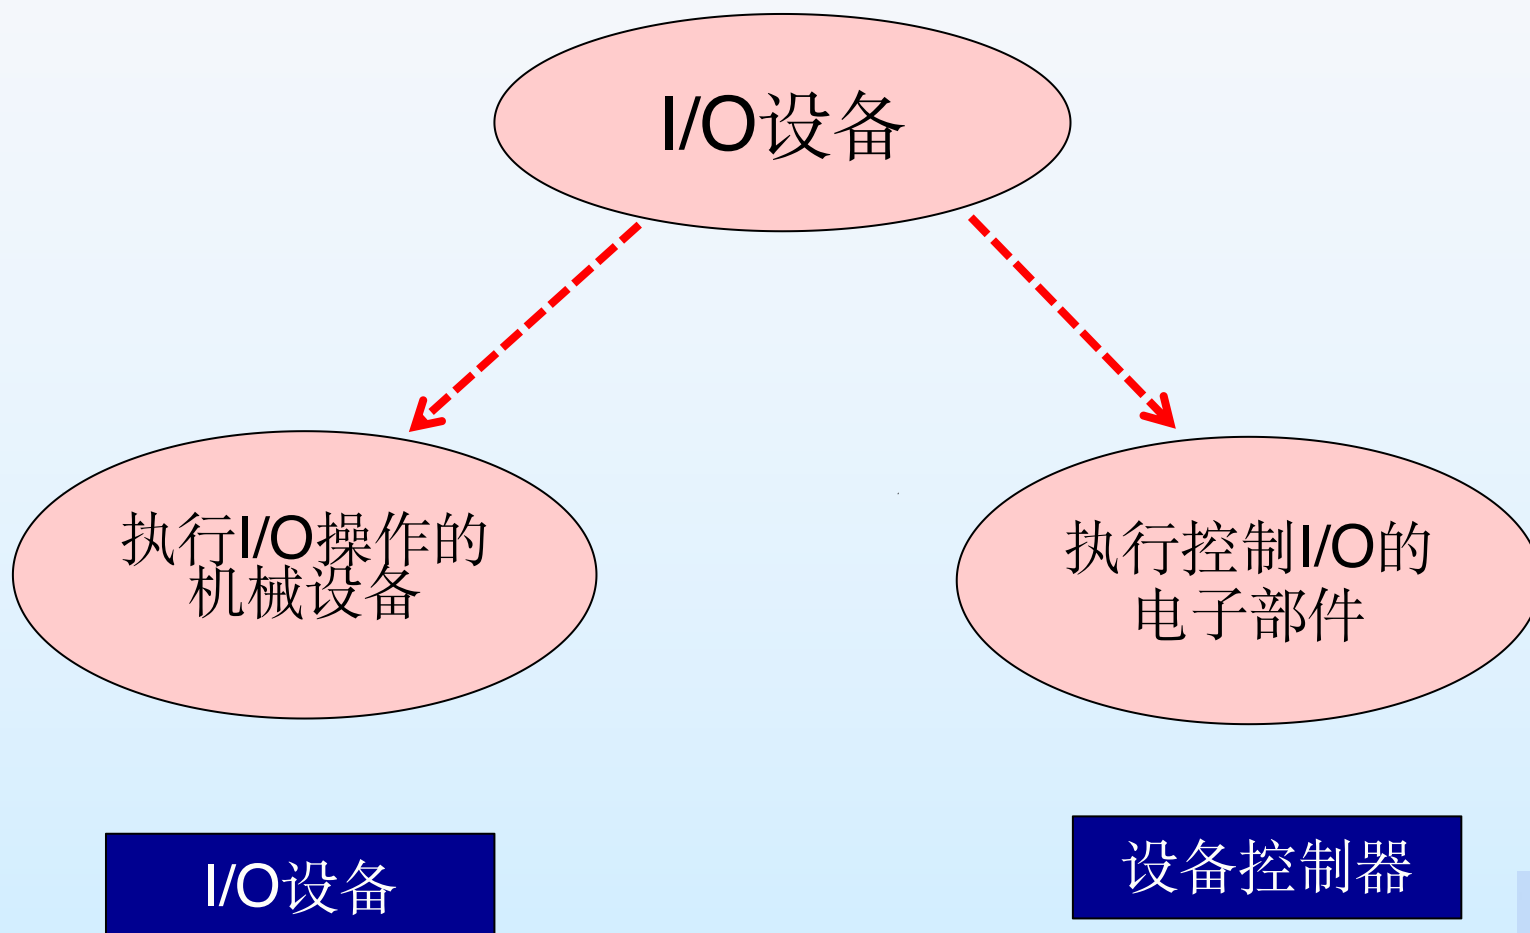 I/O设备
执行I/O操作的
机械设备
执行控制I/O的
电子部件
I/O设备
设备控制器